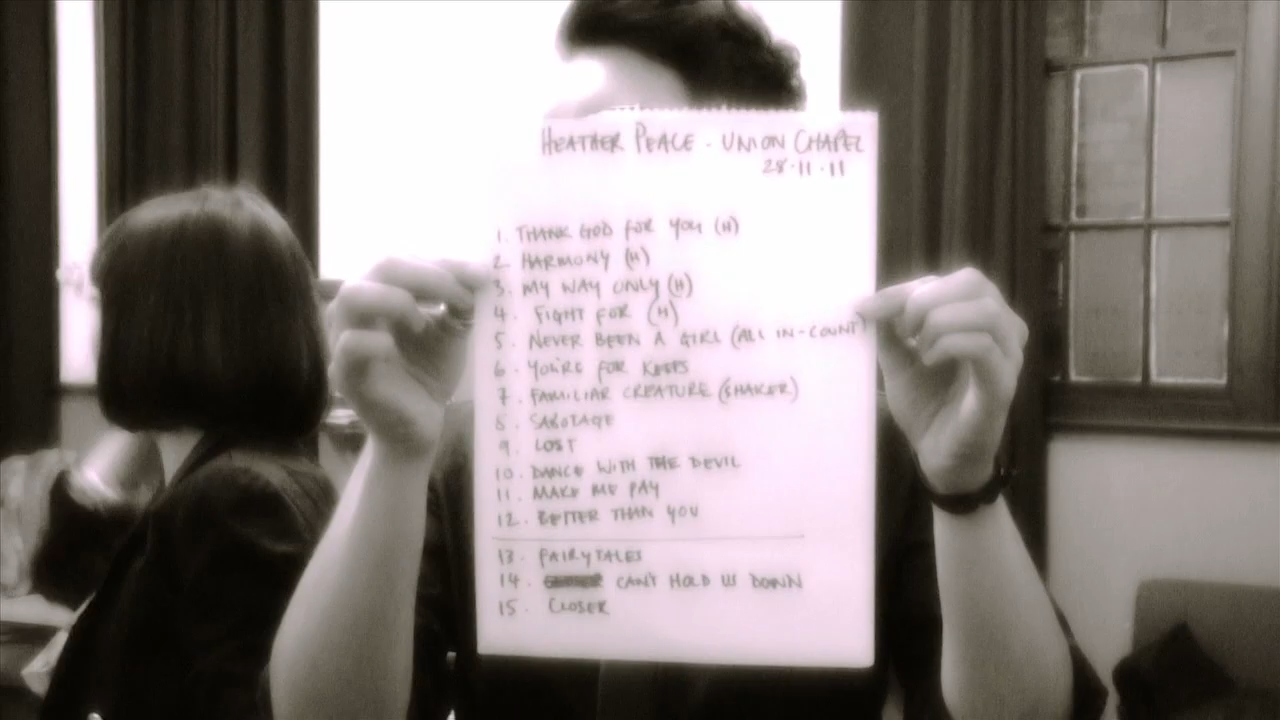 HEATHER PEACE - UNION CHAPEL
28·11·11
1. THANK GOD FOR YOU (H)
2. HARMONY (H)
3. MY WAY ONLY (H)
4. FIGHT FOR (H)
5. NEVER BEEN A GIRL (ALL IN-COUNT)
6. YOU'RE FOR KEEPS
7. FAMILIAR CREATURE (SHAKER)
8. SABOTAGE
9. LOST
10. DANCE WITH THE DEVIL
11. MAKE ME PAY
12. BETTER THAN YOU
13. FAIRYTALES
14. CAN'T HOLD US DOWN
15. CLOSER